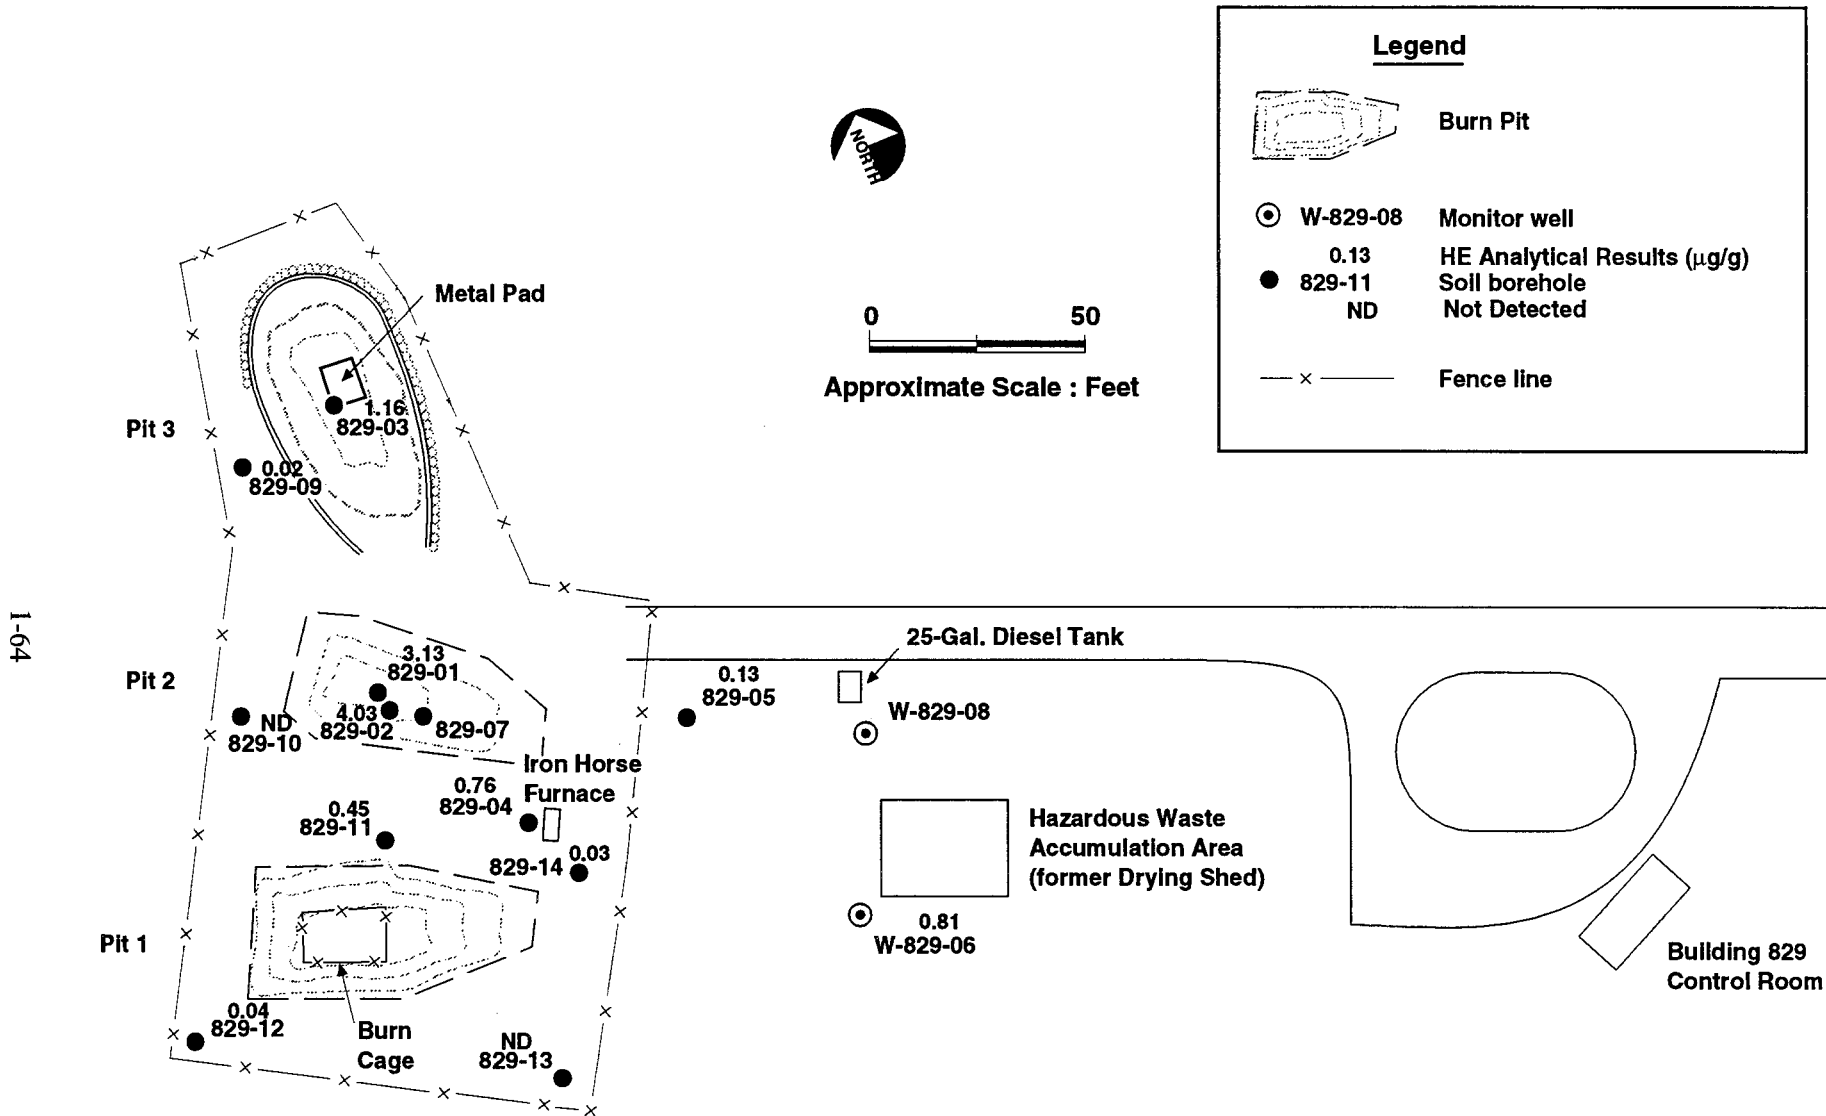 Legend
Burn Pit
W-829-08 Monitor well
0.13 HE Analytical Results (μg/g)
829-11 Soil borehole
ND Not Detected
Fence line
NORTH
0 50
Approximate Scale : Feet
Metal Pad
1.16
829-03
Pit 3
0.02
829-09
1-64
25-Gal. Diesel Tank
3.13
829-01
Pit 2
0.13
829-05
4.03
829-02
829-07
W-829-08
ND
829-10
Iron Horse
Furnace
0.76
829-04
0.45
829-11
Hazardous Waste
Accumulation Area
(former Drying Shed)
829-14
0.03
0.81
W-829-06
Pit 1
Building 829
Control Room
0.04
829-12
Burn
Cage
ND
829-13